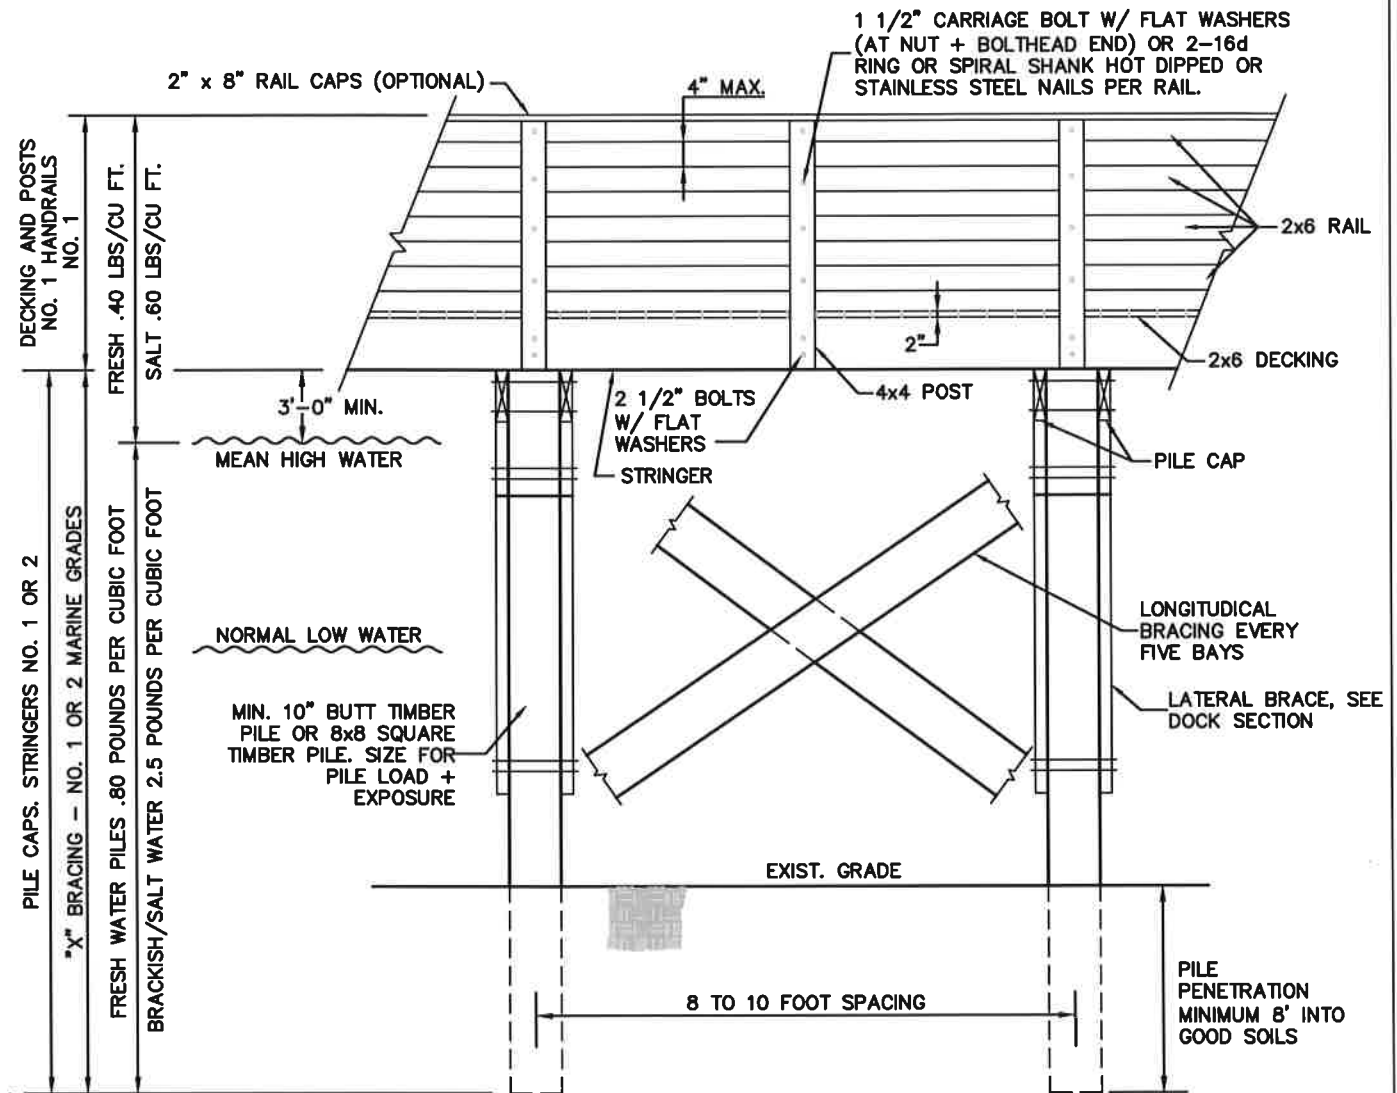 1 1/2" CARRIAGE BOLT W/ FLAT WASHERS
(AT NUT + BOLTHEAD END) OR 2-16d
RING OR SPIRAL SHANK HOT DIPPED OR
STAINLESS STEEL NAILS PER RAIL.
2" x 8" RAIL CAPS (OPTIONAL)
4" MAX.
DECKING AND POSTS
NO. 1 HANDRAILS
NO. 1
FRESH .40 LBS/CU FT.
SALT .60 LBS/CU FT.
2x6 RAIL
2"
2x6 DECKING
3'-0" MIN.
2 1/2" BOLTS
W/ FLAT
WASHERS
4x4 POST
MEAN HIGH WATER
STRINGER
PILE CAP
PILE CAPS. STRINGERS NO. 1 OR 2
"X" BRACING - NO. 1 OR 2 MARINE GRADES
FRESH WATER PILES .80 POUNDS PER CUBIC FOOT
BRACKISH/SALT WATER 2.5 POUNDS PER CUBIC FOOT
NORMAL LOW WATER
LONGITUDICAL
BRACING EVERY
FIVE BAYS
MIN. 10" BUTT TIMBER
PILE OR 8x8 SQUARE
TIMBER PILE. SIZE FOR
PILE LOAD +
EXPOSURE
LATERAL BRACE, SEE
DOCK SECTION
EXIST. GRADE
8 TO 10 FOOT SPACING
PILE
PENETRATION
MINIMUM 8' INTO
GOOD SOILS